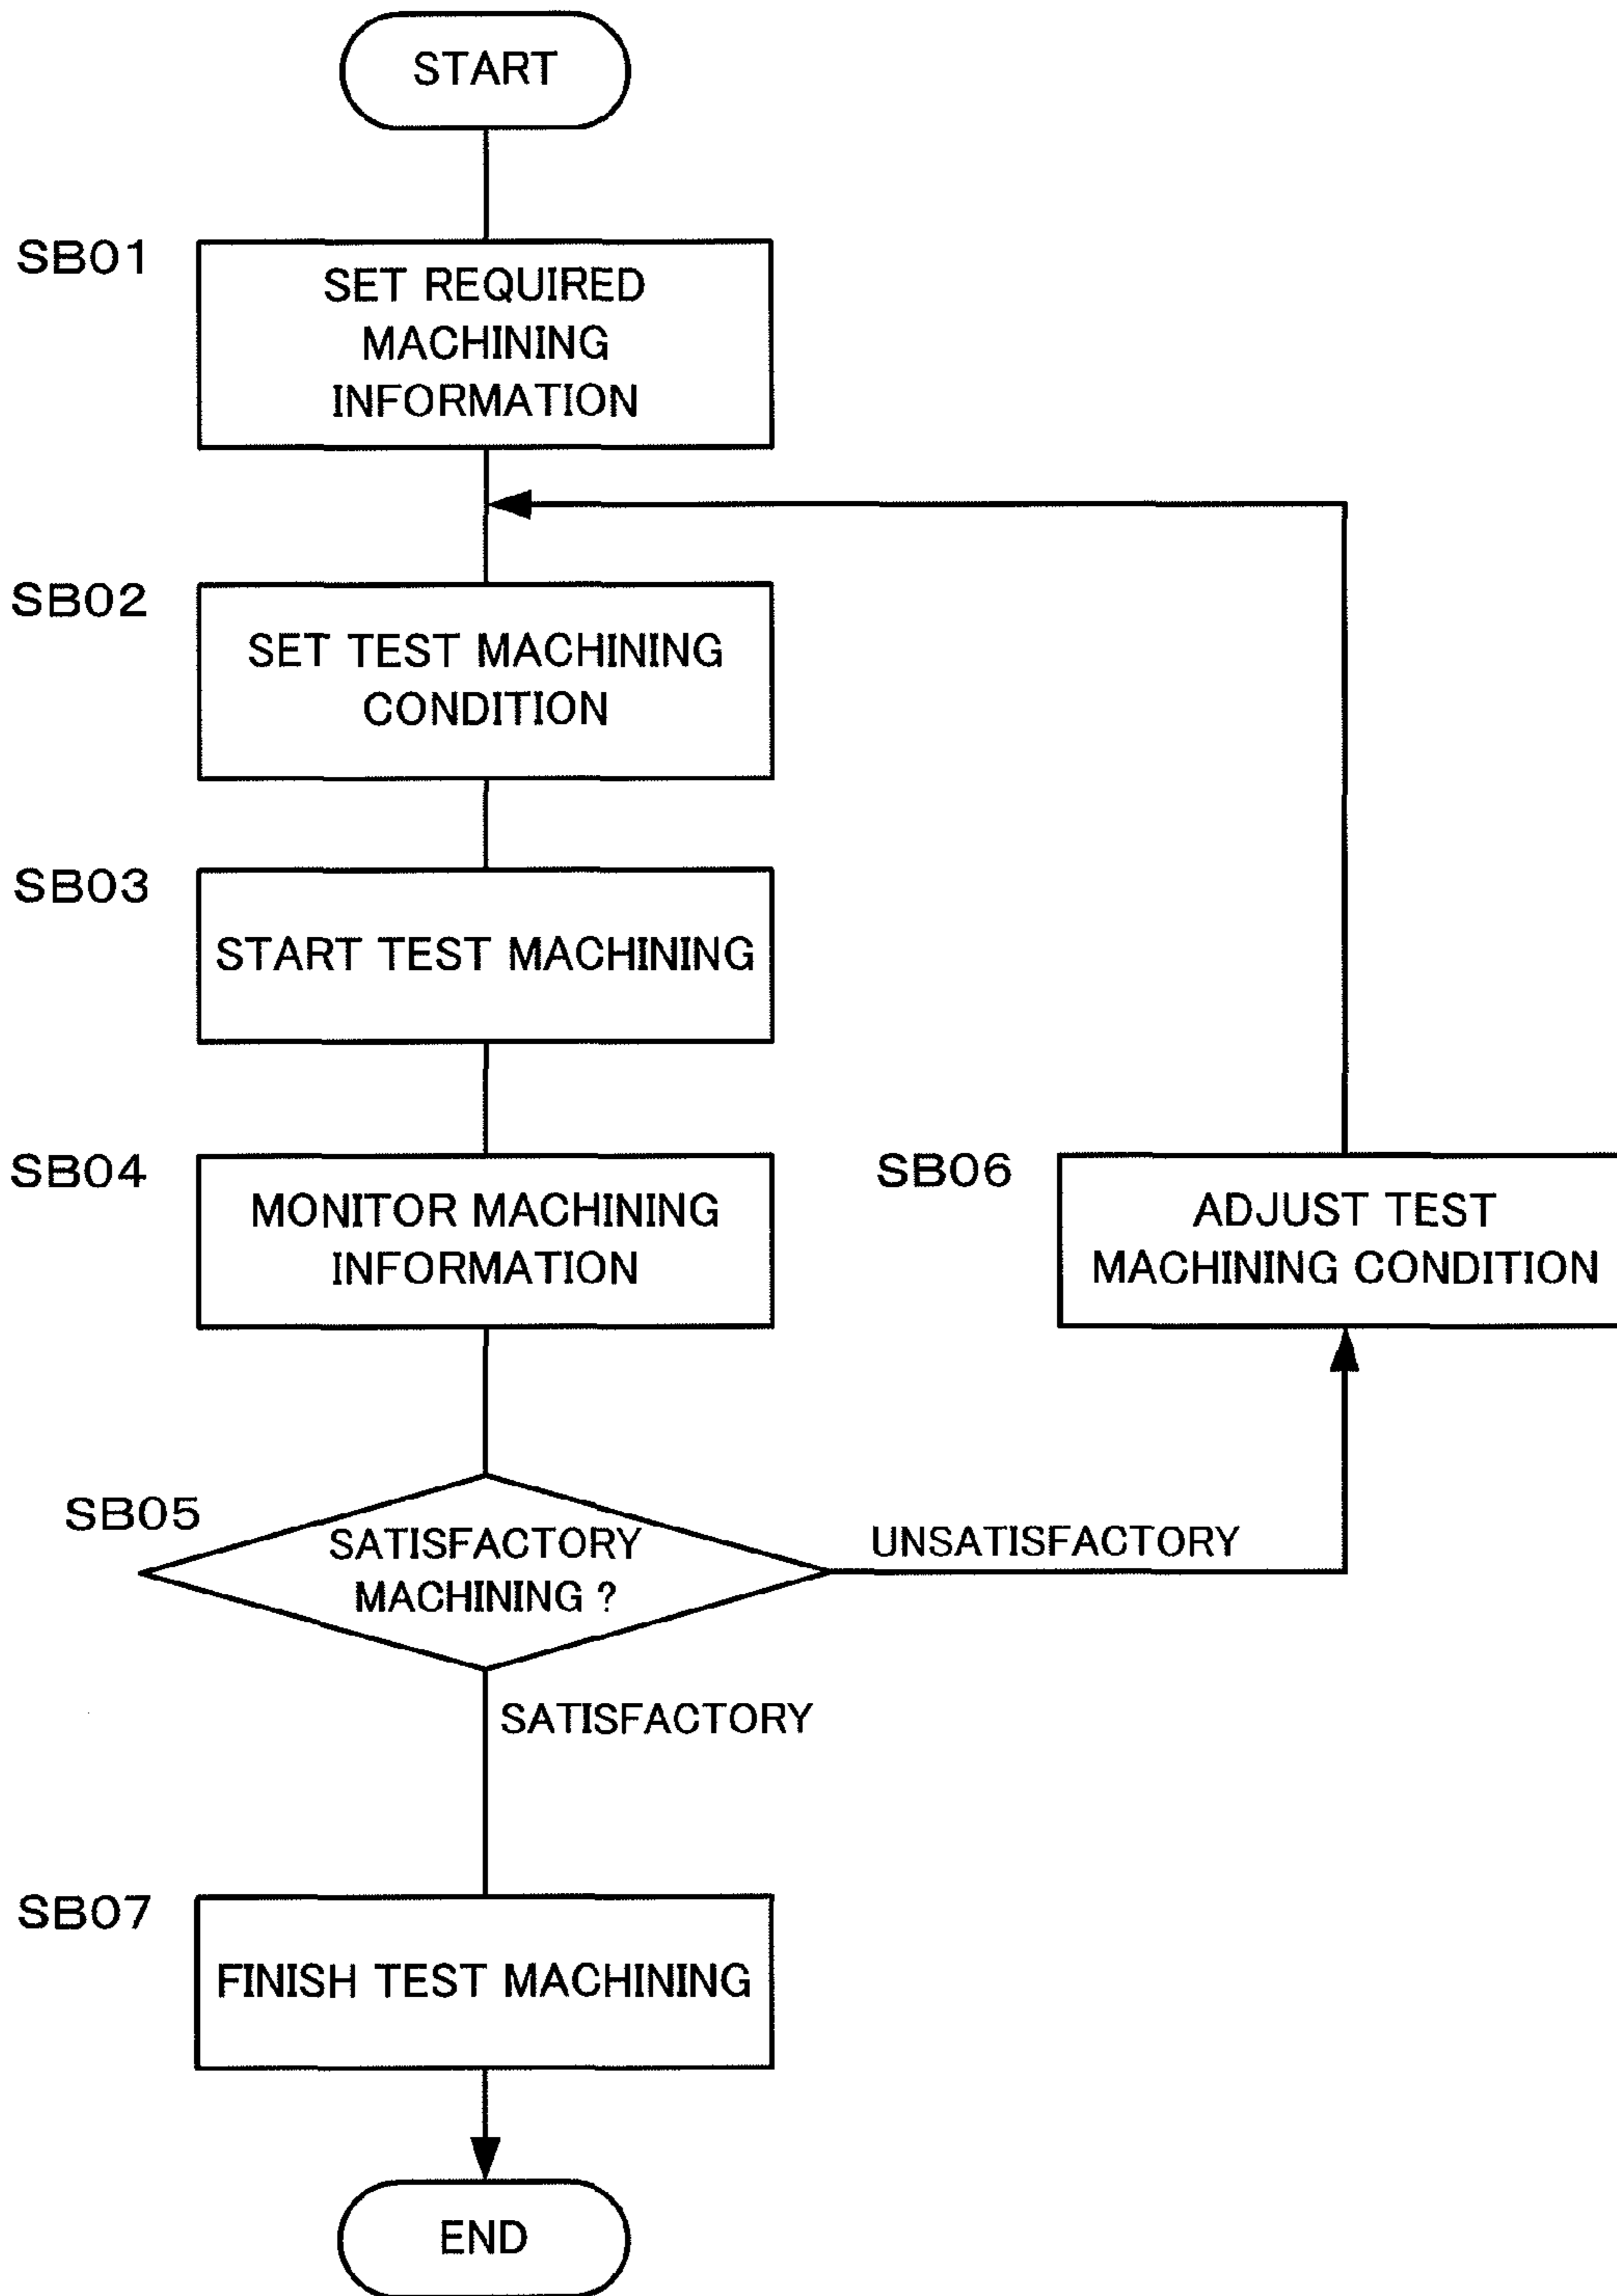 START
SB01
SET REQUIRED
MACHINING
INFORMATION
SB02
SET TEST MACHINING
CONDITION
SB03
START TEST MACHINING
SB04
MONITOR MACHINING
INFORMATION
SB06
ADJUST TEST
MACHINING CONDITION
SB05
SATISFACTORY
MACHINING ?
UNSATISFACTORY
SATISFACTORY
SB07
FINISH TEST MACHINING
END